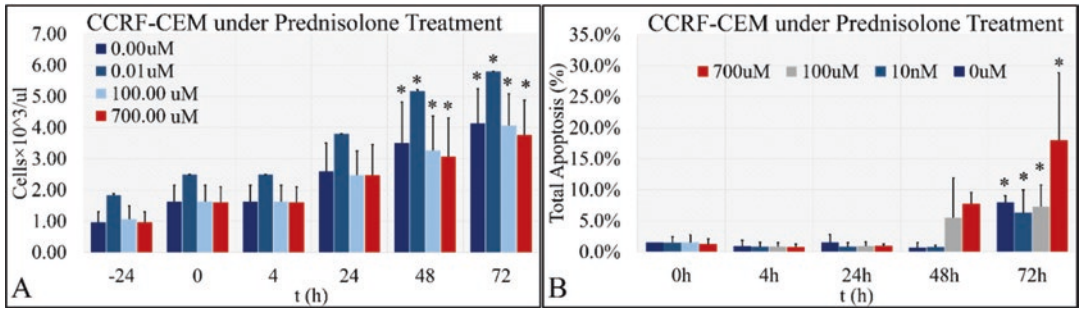 CCRF-CEM under Prednisolone Treatment
7.00
6.00
5.00
4.00
3.00
2.00
1.00
0.00
Cells×10^3/ul
0.00uM
0.01uM
100.00 uM
700.00 uM
* * * *
* * * *
-24 0 4 24 48 72
t (h)
A
CCRF-CEM under Prednisolone Treatment
35.0%
30.0%
25.0%
20.0%
15.0%
10.0%
5.0%
0.0%
Total Apoptosis (%)
700uM 100uM 10nM 0uM
* * * *
0h 4h 24h 48h 72h
t (h)
B